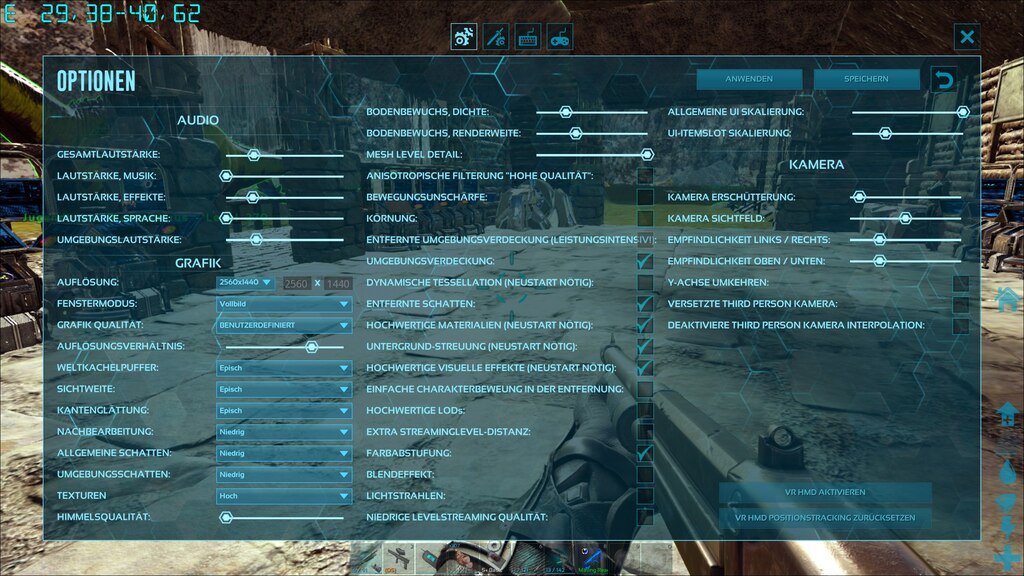 E 29,38-40,62
OPTIONEN
ANWENDEN
SPEICHERN
AUDIO
GESAMTLAUTSTÄRKE:
LAUTSTÄRKE, MUSIK:
LAUTSTÄRKE, EFFEKTE:
LAUTSTÄRKE, SPRACHE:
UMGEBUNGSLAUTSTÄRKE:
GRAFIK
AUFLÖSUNG: 2560x1440 2560 X 1440
FENSTERMODUS: Vollbild
GRAFIK QUALITÄT: BENUTZERDEFINIERT
AUFLÖSUNGSVERHÄLTNIS:
WELTKACHELPUFFER: Episch
SICHTWEITE: Episch
KANTENGLÄTTUNG: Episch
NACHBEARBEITUNG: Niedrig
ALLGEMEINE SCHATTEN: Niedrig
UMGEBUNGSSCHATTEN: Niedrig
TEXTUREN Hoch
HIMMELSQUALITÄT:
BODENBEWUCHS, DICHTE:
BODENBEWUCHS, RENDERWEITE:
MESH LEVEL DETAIL:
ANISOTROPISCHE FILTERUNG "HOHE QUALITÄT":
BEWEGUNGSUNSCHÄRFE:
KÖRNUNG:
ENTFERNTE UMGEBUNGSVERDECKUNG (LEISTUNGSINTENSIV!):
UMGEBUNGSVERDECKUNG:
DYNAMISCHE TESSELLATION (NEUSTART NÖTIG):
ENTFERNTE SCHATTEN:
HOCHWERTIGE MATERIALIEN (NEUSTART NÖTIG):
UNTERGRUND-STREUUNG (NEUSTART NÖTIG):
HOCHWERTIGE VISUELLE EFFEKTE (NEUSTART NÖTIG):
EINFACHE CHARAKTERBEWEUNG IN DER ENTFERNUNG:
HOCHWERTIGE LODs:
EXTRA STREAMINGLEVEL-DISTANZ:
FARBABSTUFUNG:
BLENDEFFEKT:
LICHTSTRAHLEN:
NIEDRIGE LEVELSTREAMING QUALITÄT:
ALLGEMEINE UI SKALIERUNG:
UI-ITEMSLOT SKALIERUNG:
KAMERA
KAMERA ERSCHÜTTERUNG:
KAMERA SICHTFELD:
EMPFINDLICHKEIT LINKS / RECHTS:
EMPFINDLICHKEIT OBEN / UNTEN:
Y-ACHSE UMKEHREN:
VERSETZTE THIRD PERSON KAMERA:
DEAKTIVIERE THIRD PERSON KAMERA INTERPOLATION:
VR HMD AKTIVIEREN
VR HMD POSITIONSTRACKING ZURÜCKSETZEN